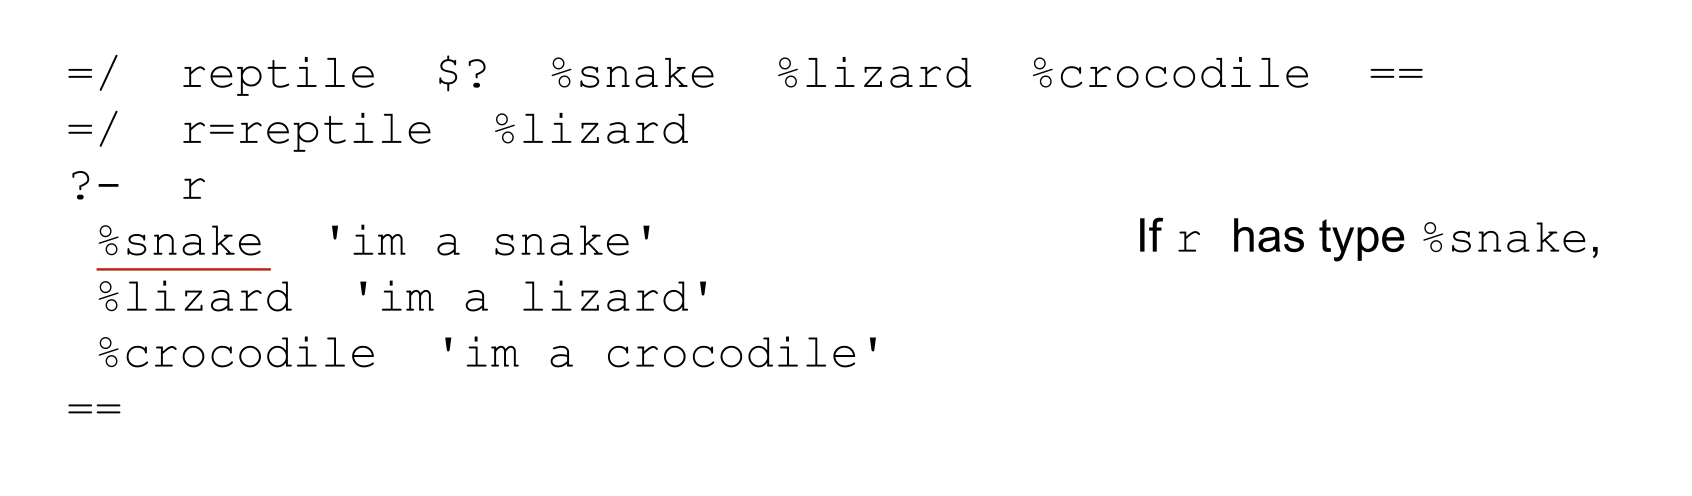 =/  reptile  $?  %snake  %lizard  %crocodile  ==
=/  r=reptile  %lizard
?-  r
 %snake  'im a snake'
 %lizard  'im a lizard'
 %crocodile  'im a crocodile'
==
If r has type %snake,